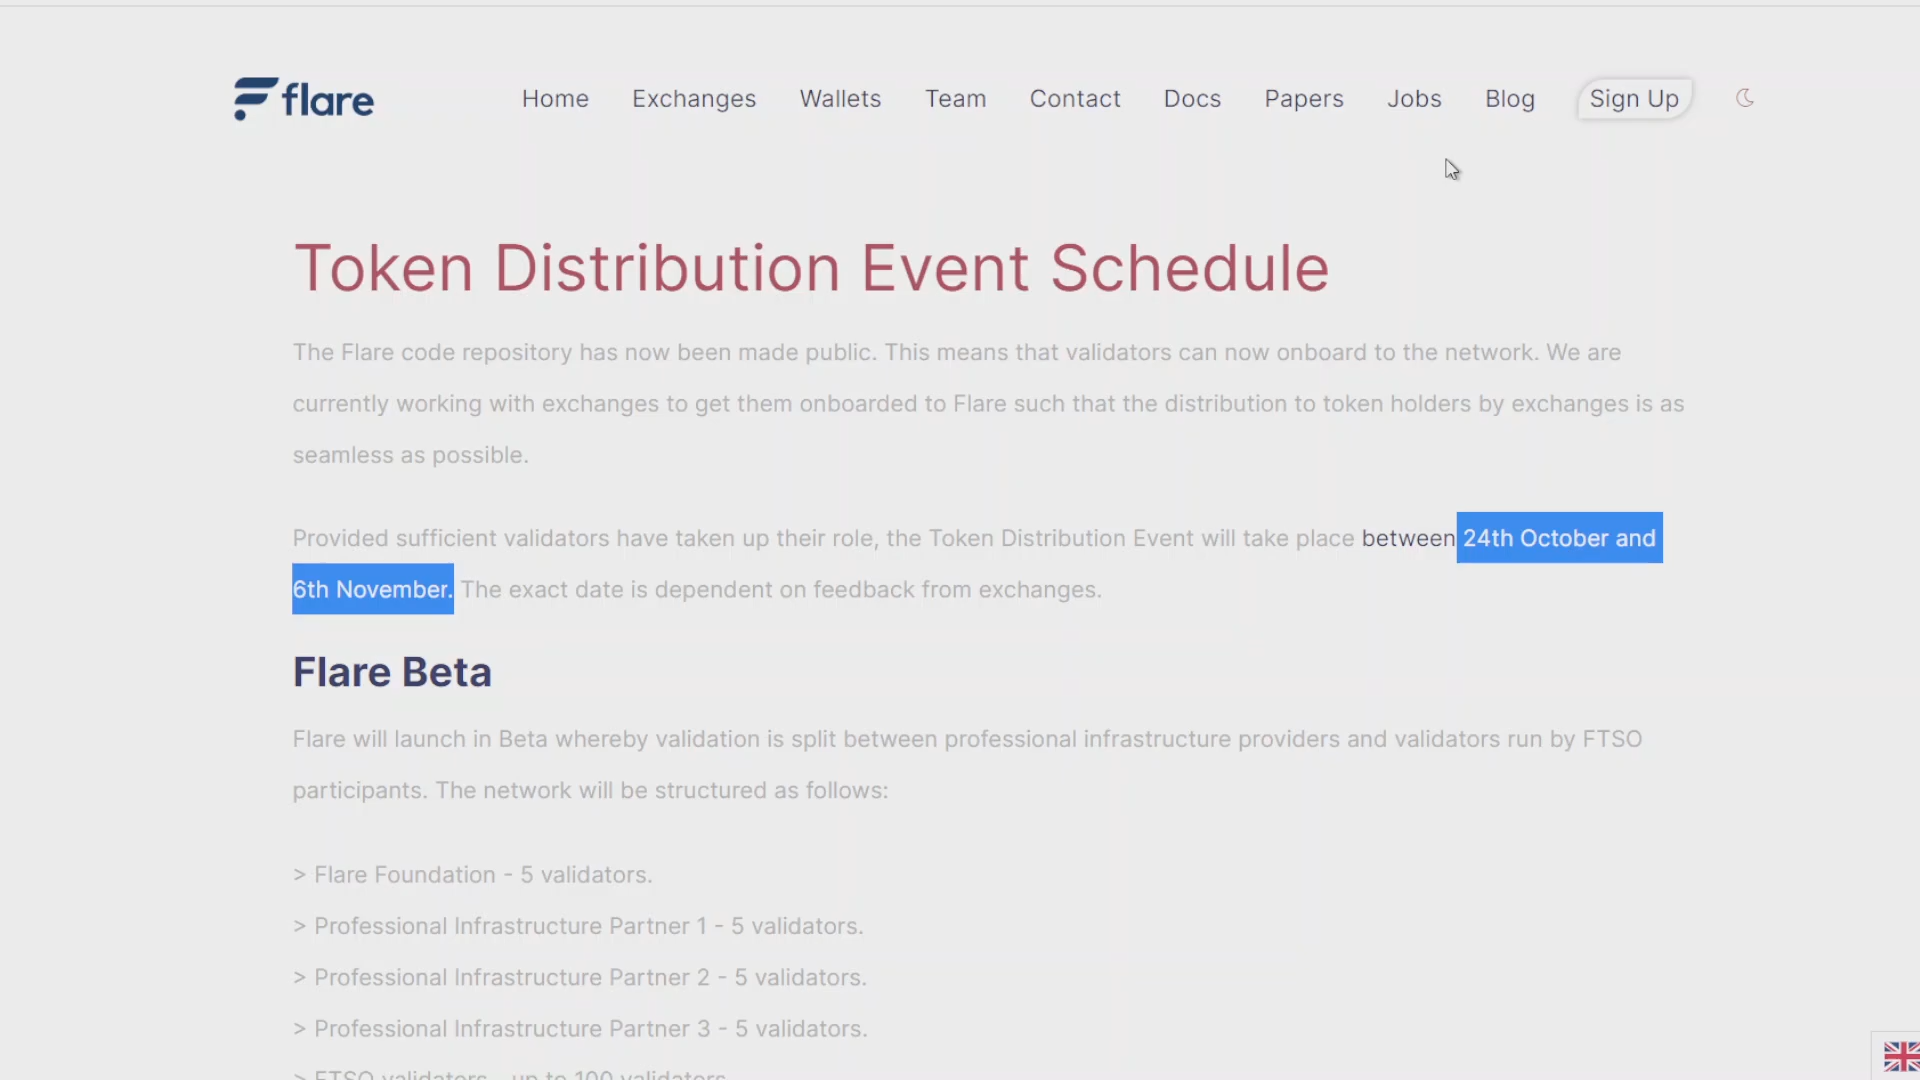 flare
Home Exchanges Wallets Team Contact Docs Papers Jobs Blog Sign Up
Token Distribution Event Schedule
The Flare code repository has now been made public. This means that validators can now onboard to the network. We are
currently working with exchanges to get them onboarded to Flare such that the distribution to token holders by exchanges is as
seamless as possible.
Provided sufficient validators have taken up their role, the Token Distribution Event will take place between 24th October and
6th November. The exact date is dependent on feedback from exchanges.
Flare Beta
Flare will launch in Beta whereby validation is split between professional infrastructure providers and validators run by FTSO
participants. The network will be structured as follows:
> Flare Foundation - 5 validators.
> Professional Infrastructure Partner 1 - 5 validators.
> Professional Infrastructure Partner 2 - 5 validators.
> Professional Infrastructure Partner 3 - 5 validators.
> FTSO validators - up to 100 validators.